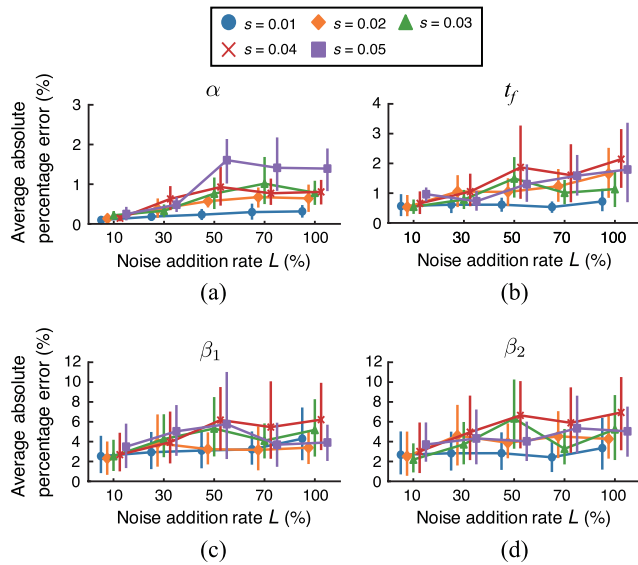 s = 0.01 s = 0.02 s = 0.03
s = 0.04 s = 0.05
α
Average absolute
percentage error (%)
3
2
1
0
10 30 50 70 100
Noise addition rate L (%)
(a)
t_f
4
3
2
1
0
10 30 50 70 100
Noise addition rate L (%)
(b)
β₁
Average absolute
percentage error (%)
12
10
8
6
4
2
0
10 30 50 70 100
Noise addition rate L (%)
(c)
β₂
12
10
8
6
4
2
0
10 30 50 70 100
Noise addition rate L (%)
(d)